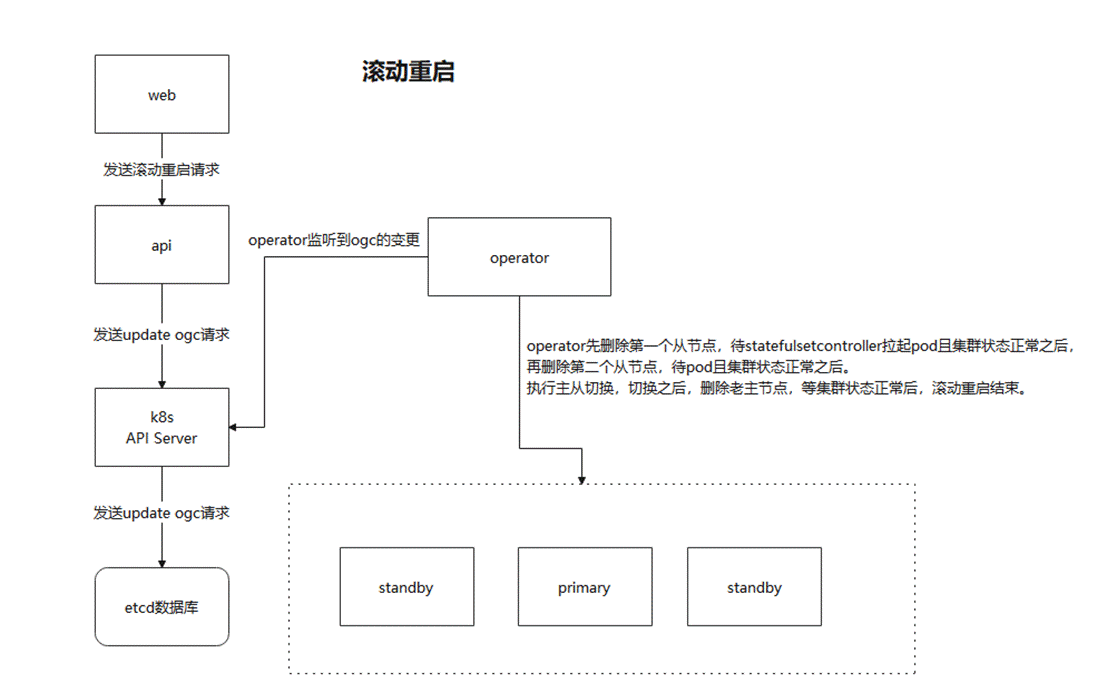 滚动重启
web
发送滚动重启请求
api
operator监听到ogc的变更
operator
发送update ogc请求
operator先删除第一个从节点，待statefulsetcontroller拉起pod且集群状态正常之后，
再删除第二个从节点，待pod且集群状态正常之后。
执行主从切换，切换之后，删除老主节点，等集群状态正常后，滚动重启结束。
k8s
API Server
发送update ogc请求
standby
primary
standby
etcd数据库